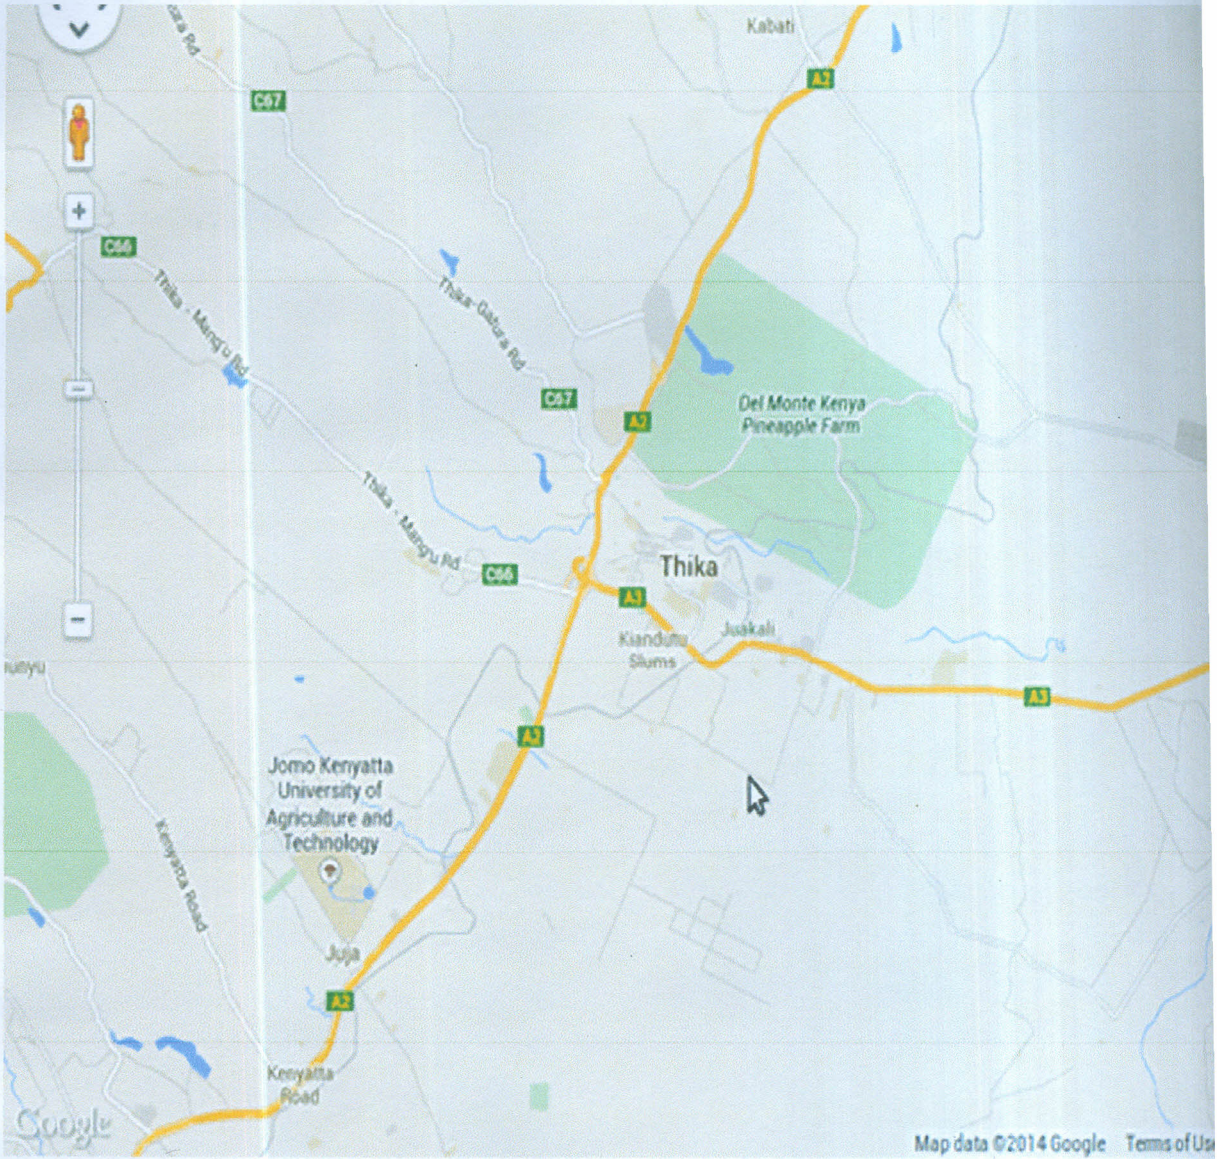 Kabati
A2
C67
C66
Thika - Mang'u Rd
Thika-Gatura Rd
C67
A2
Del Monte Kenya
Pineapple Farm
Thika - Mang'u Rd
C66
Thika
A3
Kiandutu
Slums
Juakali
A3
A2
Jomo Kenyatta
University of
Agriculture and
Technology
Kenyatta Road
Juja
A2
Kenyatta
Road
Google
Map data ©2014 Google
Terms of Us